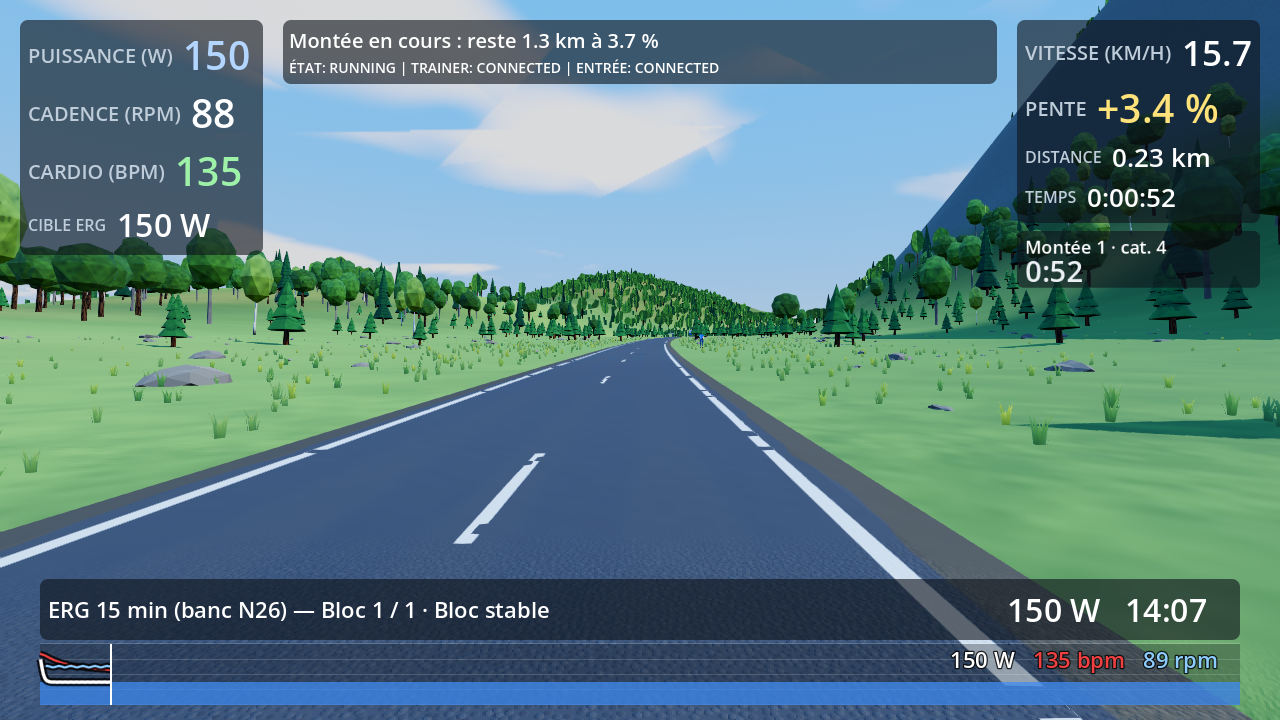 PUISSANCE (W) 150
CADENCE (RPM) 88
CARDIO (BPM) 135
CIBLE ERG 150 W
Montée en cours : reste 1.3 km à 3.7 %
ÉTAT: RUNNING | TRAINER: CONNECTED | ENTRÉE: CONNECTED
VITESSE (KM/H) 15.7
PENTE +3.4 %
DISTANCE 0.23 km
TEMPS 0:00:52
Montée 1 · cat. 4
0:52
ERG 15 min (banc N26) — Bloc 1 / 1 · Bloc stable 150 W 14:07
150 W 135 bpm 89 rpm